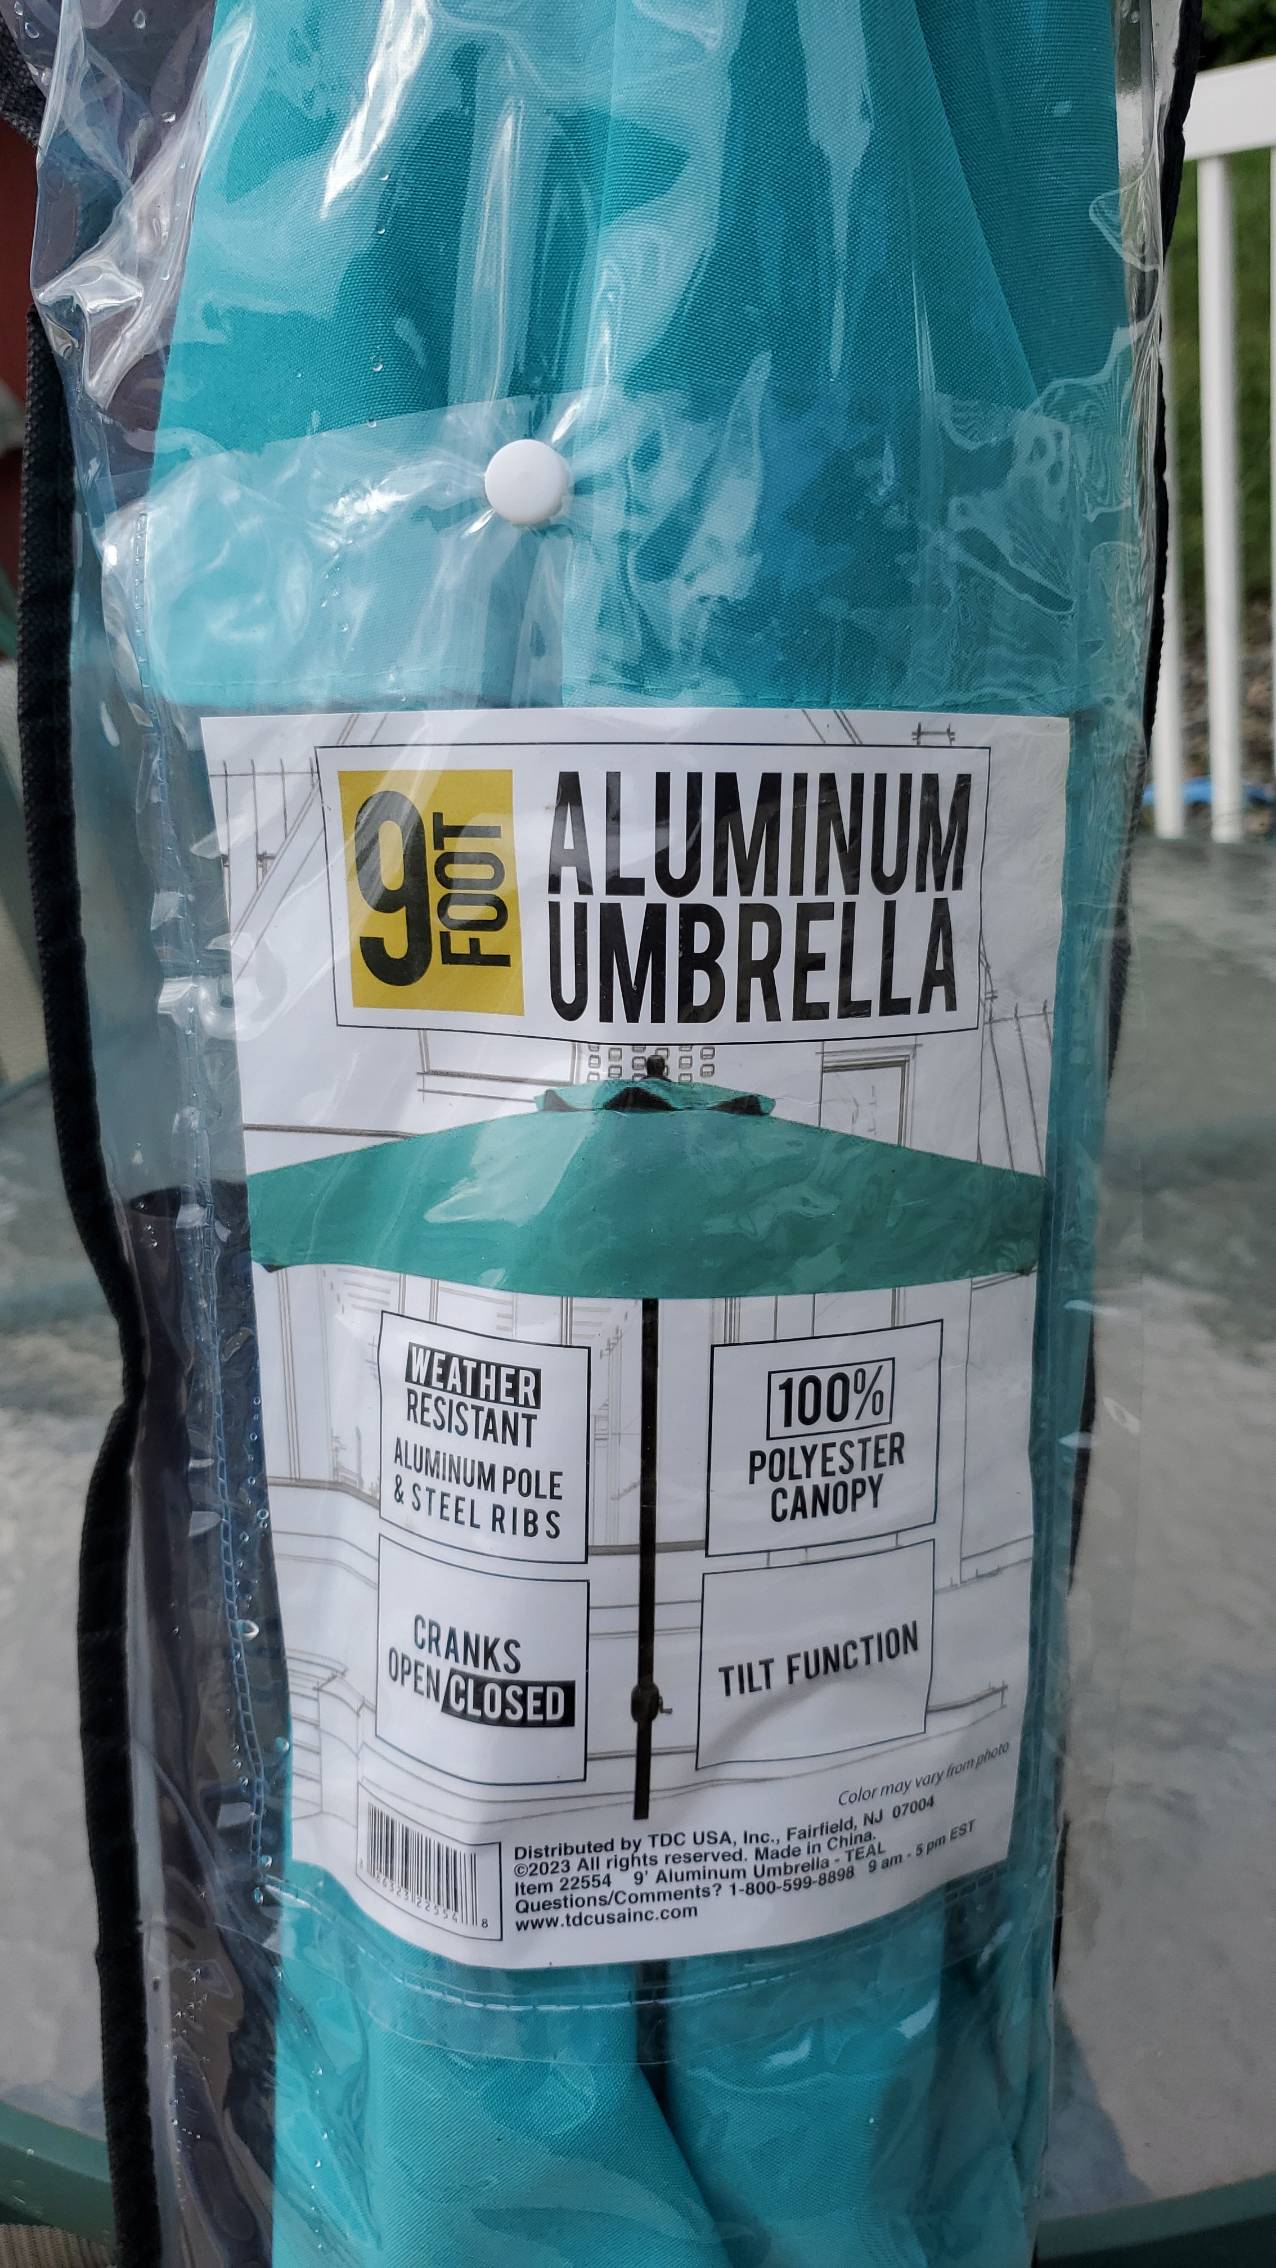 9 FOOT
ALUMINUM
UMBRELLA
WEATHER
RESISTANT
ALUMINUM POLE
& STEEL RIBS
100%
POLYESTER
CANOPY
CRANKS
OPEN/CLOSED
TILT FUNCTION
Color may vary from photo
Distributed by TDC USA, Inc., Fairfield, NJ 07004
©2023 All rights reserved. Made in China.
Item 22554 9' Aluminum Umbrella - TEAL
Questions/Comments? 1-800-599-8898 9 am - 5 pm EST
www.tdcusainc.com